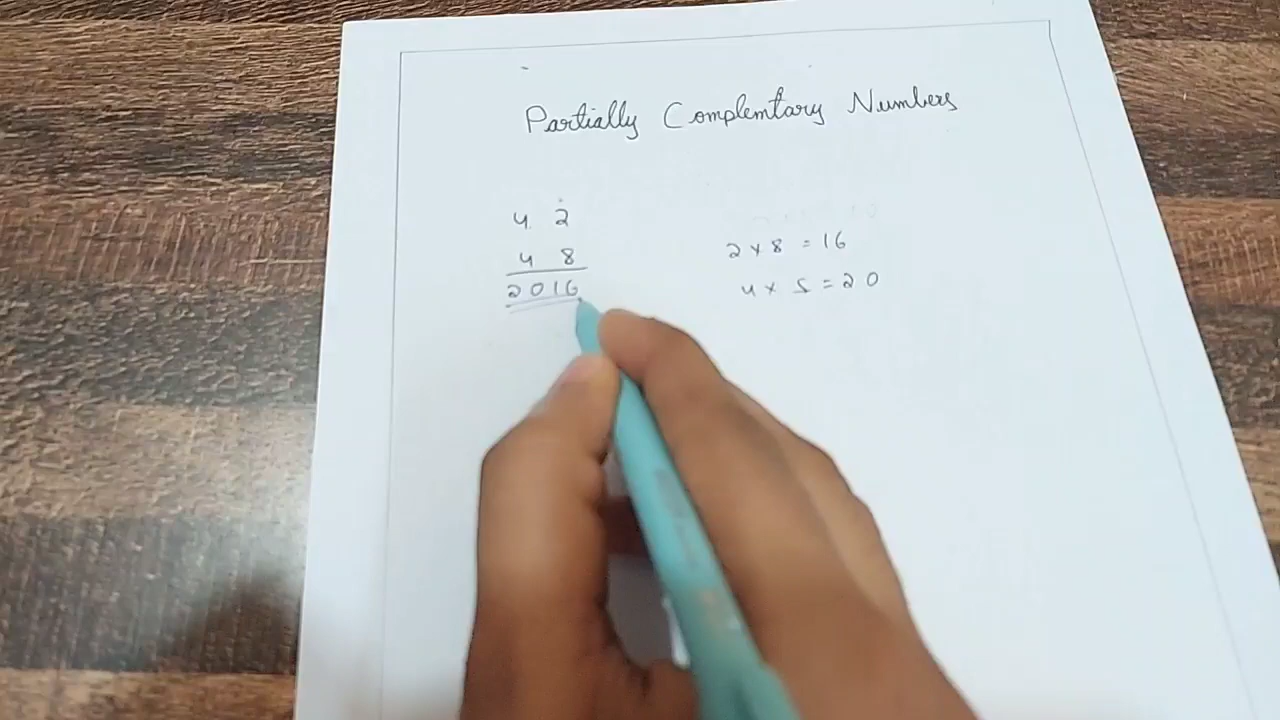 Partially Complemtary Numbers
4 2
4 8
2016
2 x 8 = 16
4 x 5 = 20